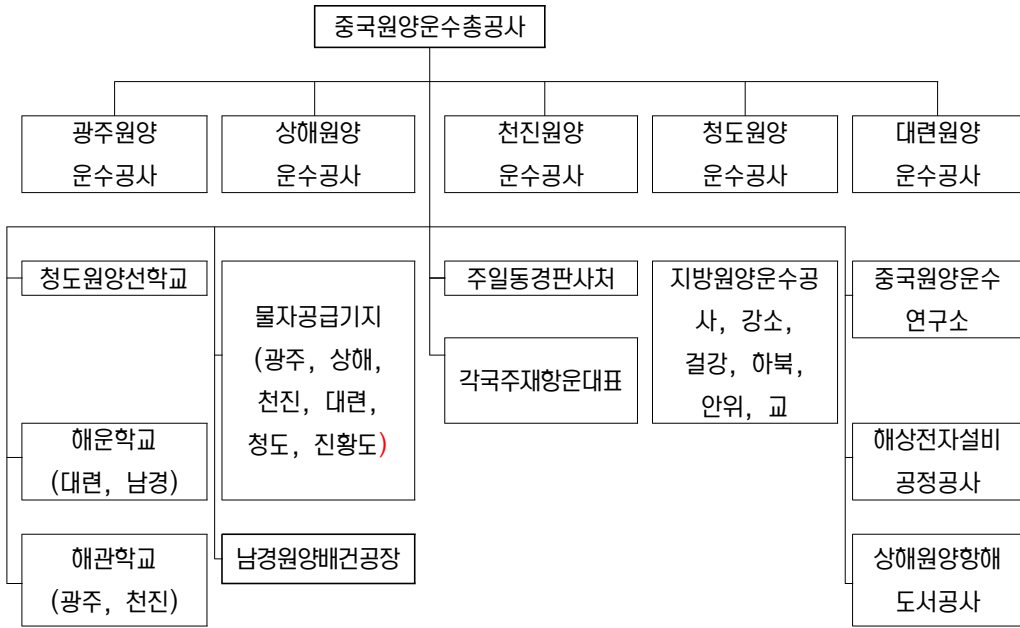 중국원양운수총공사
광주원양
운수공사
상해원양
운수공사
천진원양
운수공사
청도원양
운수공사
대련원양
운수공사
청도원양선학교
물자공급기지
(광주, 상해,
천진, 대련,
청도, 진황도)
주일동경판사처
지방원양운수공
사, 강소,
걸강, 하북,
안위, 교
중국원양운수
연구소
각국주재항운대표
해운학교
(대련, 남경)
해상전자설비
공정공사
해관학교
(광주, 천진)
남경원양배건공장
상해원양항해
도서공사